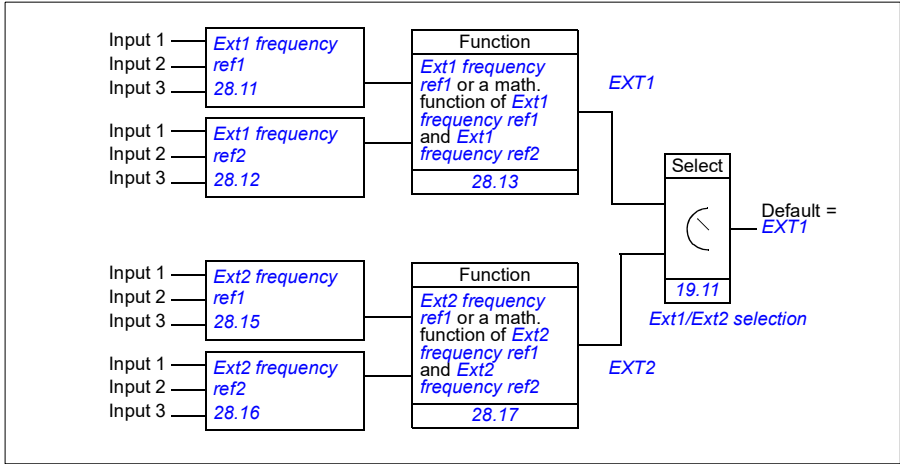 Input 1
Input 2
Input 3
Ext1 frequency
ref1
28.11
Input 1
Input 2
Input 3
Ext1 frequency
ref2
28.12
Function
Ext1 frequency
ref1 or a math.
function of Ext1
frequency ref1
and Ext1
frequency ref2
28.13
EXT1
Input 1
Input 2
Input 3
Ext2 frequency
ref1
28.15
Input 1
Input 2
Input 3
Ext2 frequency
ref2
28.16
Function
Ext2 frequency
ref1 or a math.
function of Ext2
frequency ref1
and Ext2
frequency ref2
28.17
EXT2
Select
19.11
Ext1/Ext2 selection
Default =
EXT1